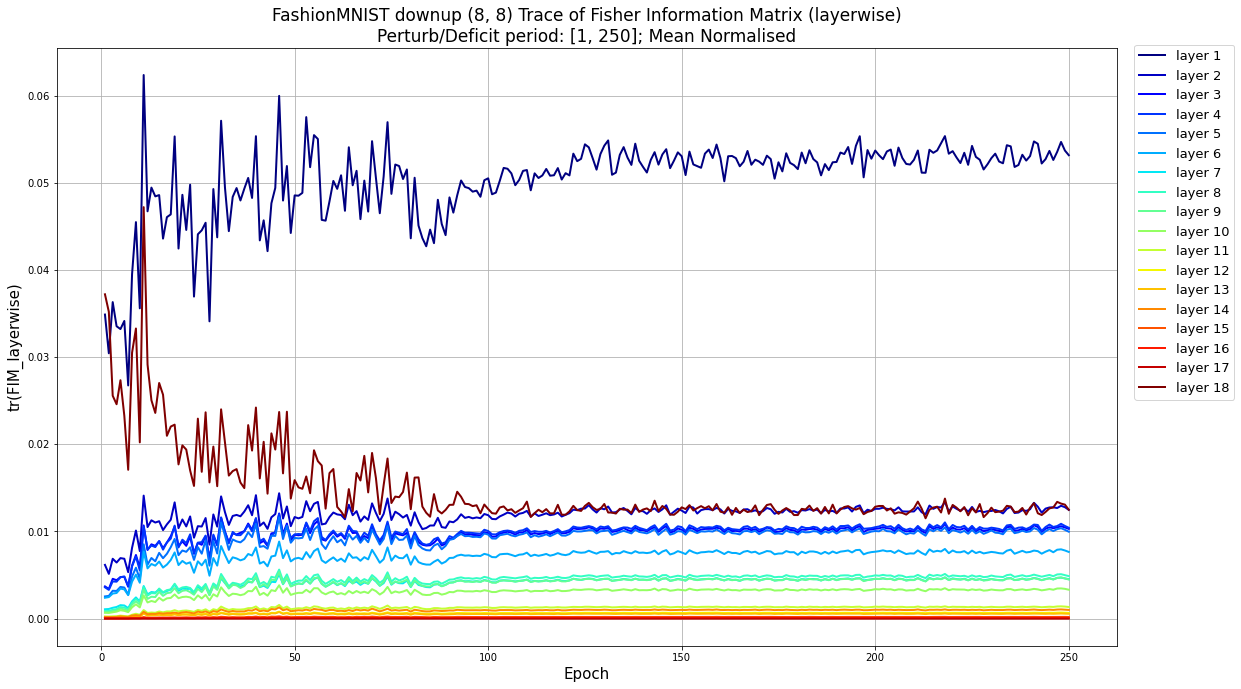 FashionMNIST downup (8, 8) Trace of Fisher Information Matrix (layerwise)
Perturb/Deficit period: [1, 250]; Mean Normalised
tr(FIM_layerwise)
0.06
0.05
0.04
0.03
0.02
0.01
0.00
0
50
100
150
200
250
Epoch
layer 1
layer 2
layer 3
layer 4
layer 5
layer 6
layer 7
layer 8
layer 9
layer 10
layer 11
layer 12
layer 13
layer 14
layer 15
layer 16
layer 17
layer 18